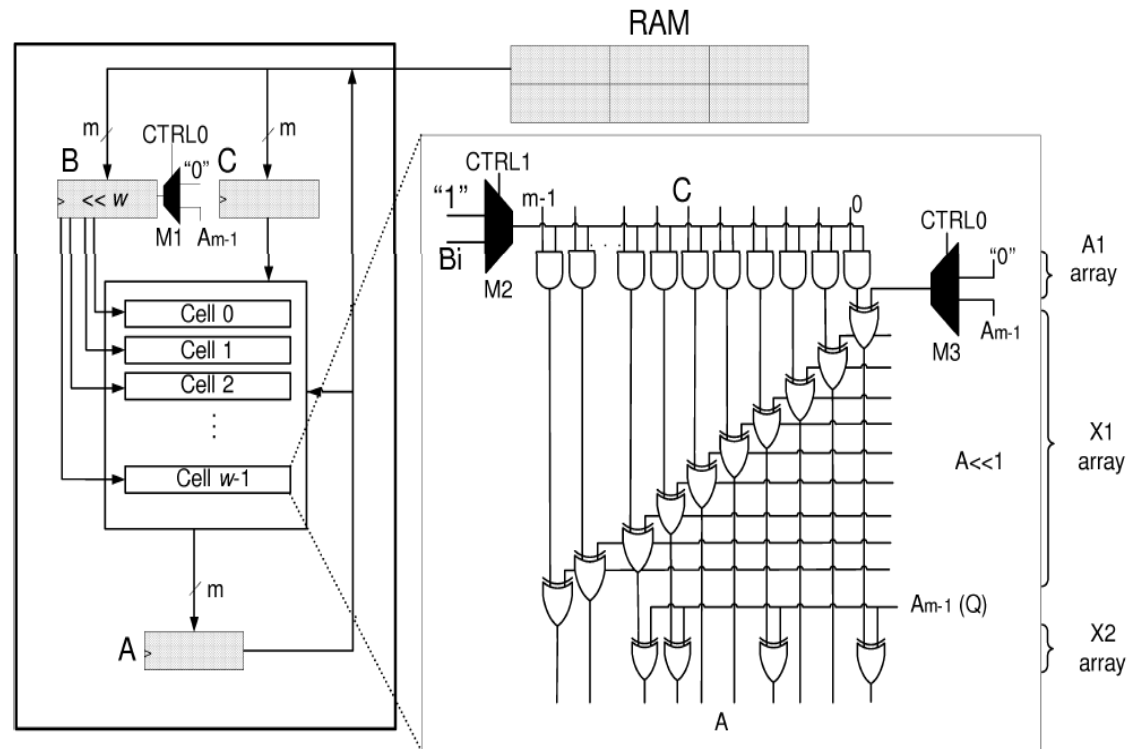 RAM
m
m
CTRL0
B
"0"
C
<< w
M1
Am-1
Cell 0
Cell 1
Cell 2
Cell w-1
m
A
CTRL1
"1"
m-1
C
0
Bi
M2
CTRL0
"0"
M3
Am-1
A1
array
X1
array
A<<1
Am-1 (Q)
X2
array
A